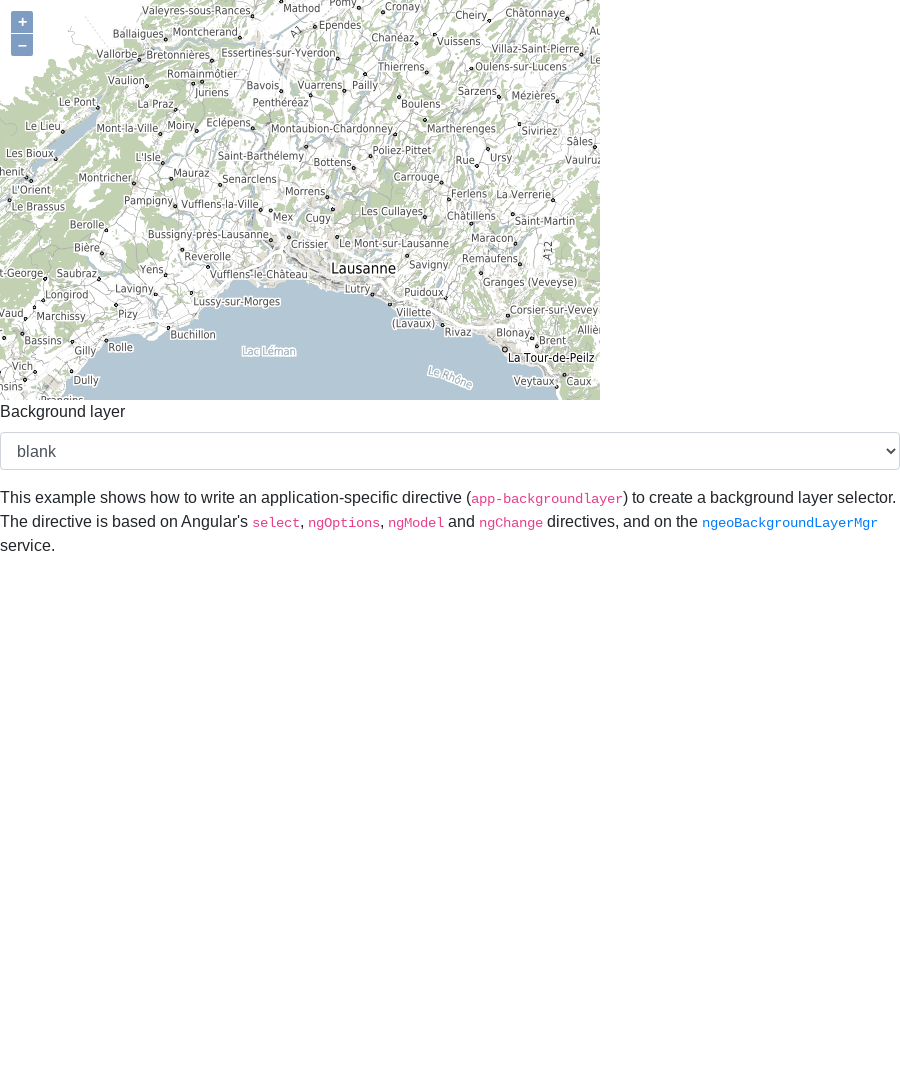 +
−
Mathod
Pomy
Cronay
Châtonnaye
Valeyres-sous-Rances
Cheiry
A1
Ependes
Ballaigues
Montcherand
Chanéaz
Vuissens
Villaz-Saint-Pierre
Vallorbe
Bretonnières
Essertines-sur-Yverdon
Thierrens
Oulens-sur-Lucens
Romainmôtier
Vaulion
Juriens
Bavois
Vuarrens
Pailly
Sarzens
Mézières
Le Pont
La Praz
Penthéréaz
Boulens
Le Lieu
Mont-la-Ville
Moiry
Eclépens
Montaubion-Chardonney
Martherenges
Siviriez
Sâles
Les Bioux
L'Isle
Saint-Barthélemy
Bottens
Poliez-Pittet
Rue
Ursy
L'Orient
Montricher
Mauraz
Senarclens
Carrouge
Le Brassus
Pampigny
Vufflens-la-Ville
Morrens
Ferlens
La Verrerie
Berolle
Mex
Cugy
Les Cullayes
Châtillens
Saint-Martin
Bière
Bussigny-près-Lausanne
Crissier
Le Mont-sur-Lausanne
Maracon
A12
Reverolle
Remaufens
Saubraz
Yens
Vufflens-le-Château
Lausanne
Savigny
Granges (Veveyse)
Longirod
Lavigny
Lussy-sur-Morges
Lutry
Puidoux
Marchissy
Pizy
Villette
(Lavaux)
Bassins
Buchillon
Rivaz
Blonay
Gilly
Rolle
Lac Léman
Brent
La Tour-de-Peilz
Vich
Dully
Le Rhône
Veytaux
Caux
Background layer
blank
This example shows how to write an application-specific directive (app-backgroundlayer) to create a background layer selector.
The directive is based on Angular's select, ngOptions, ngModel and ngChange directives, and on the ngeoBackgroundLayerMgr
service.